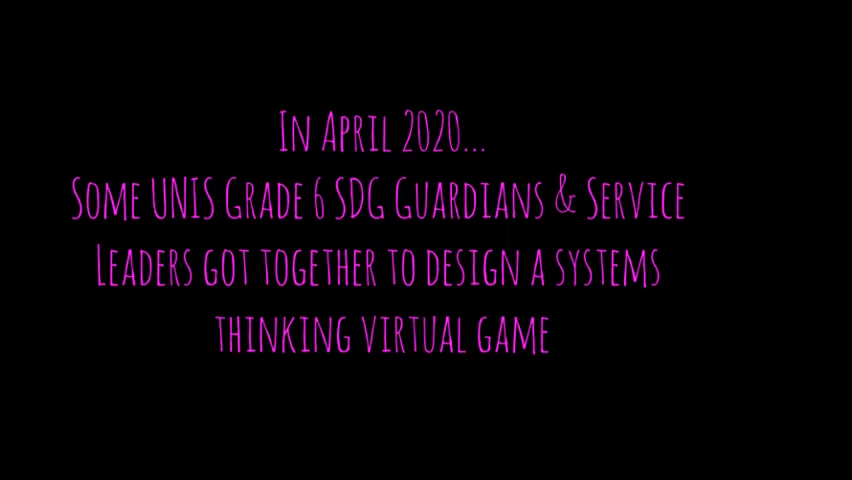 In April 2020...
Some UNIS Grade 6 SDG Guardians & Service
Leaders got together to design a systems
thinking virtual game